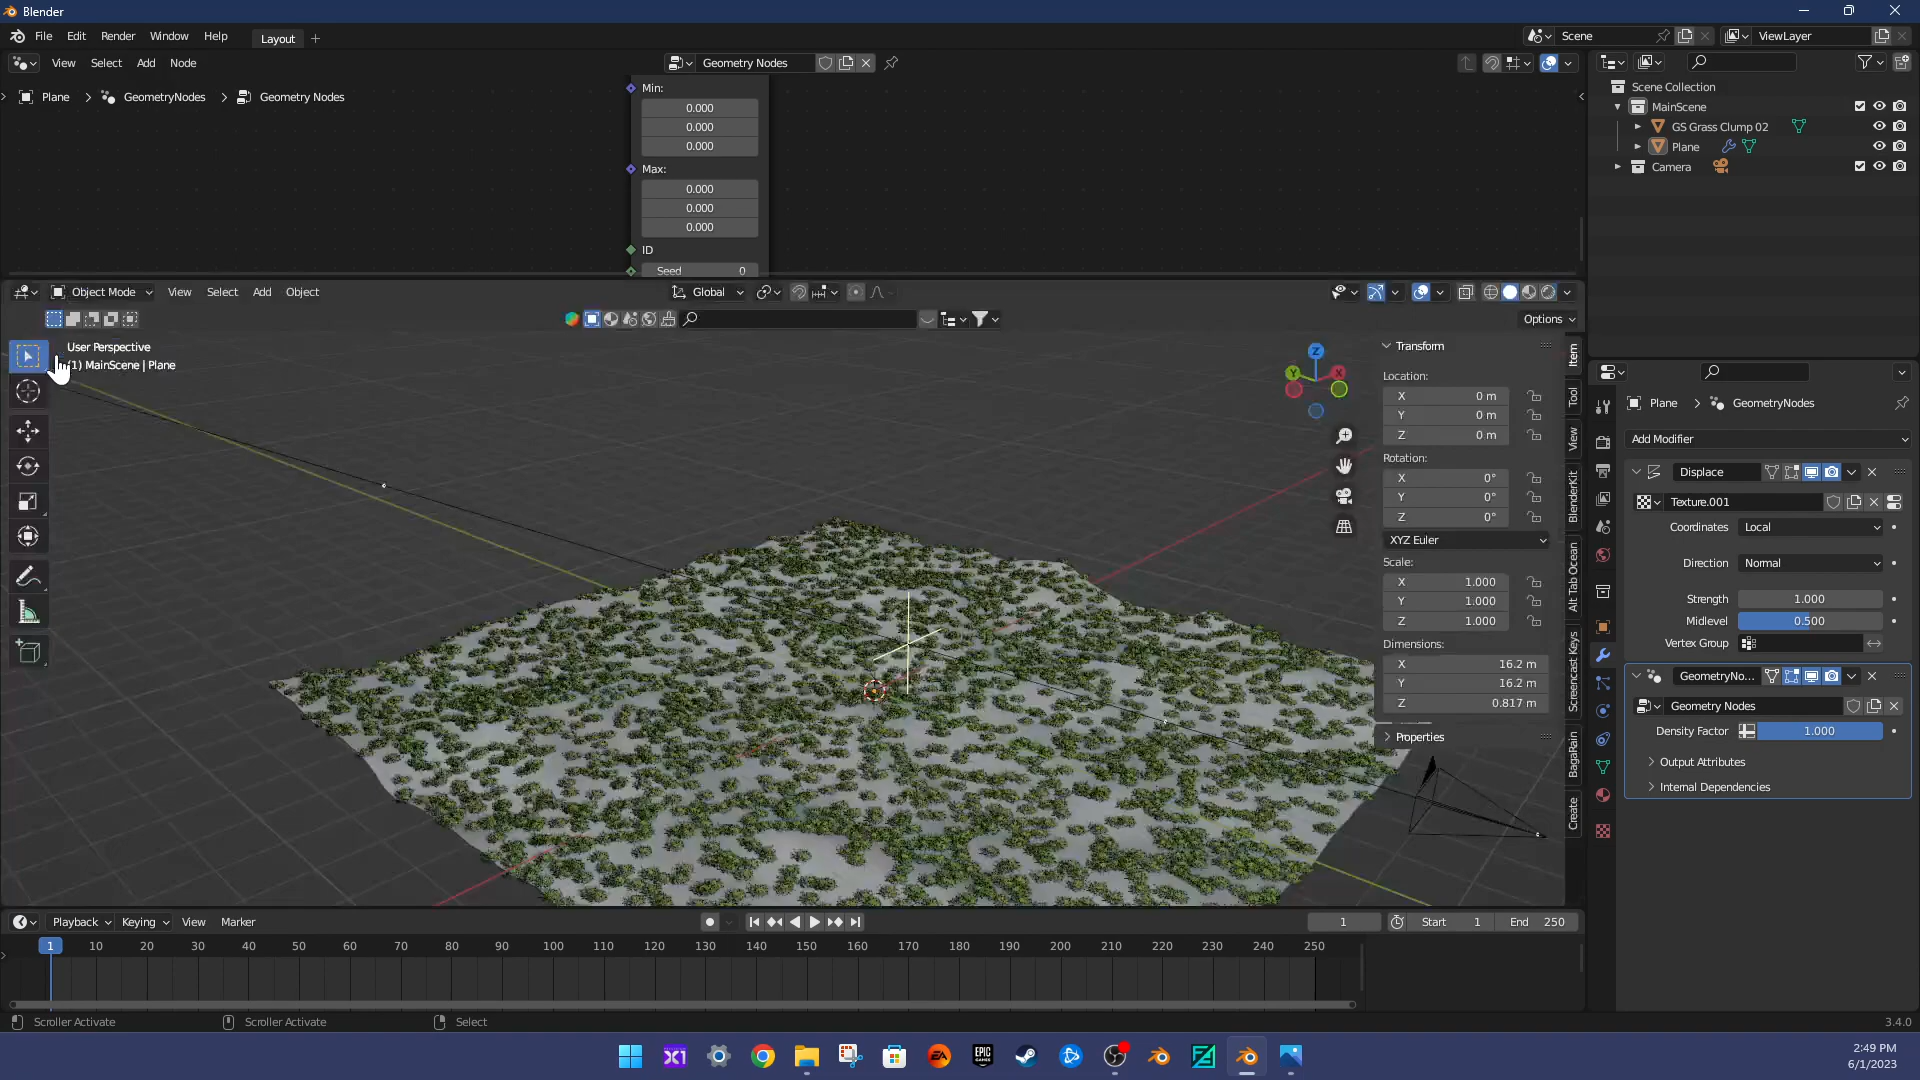 Blender
File Edit Render Window Help Layout Scene ViewLayer
View Select Add Node Geometry Nodes
Plane GeometryNodes Geometry Nodes
Min:
0.000
0.000
0.000
Max:
0.000
0.000
0.000
ID
Seed 0
Scene Collection
MainScene
GS Grass Clump 02
Plane
Camera
Object Mode View Select Add Object Global
Options
User Perspective
(1) MainScene | Plane
Z
Y X
Transform
Location:
X 0 m
Y 0 m
Z 0 m
Rotation:
X 0°
Y 0°
Z 0°
XYZ Euler
Scale:
X 1.000
Y 1.000
Z 1.000
Dimensions:
X 16.2 m
Y 16.2 m
Z 0.817 m
Properties
Item
Tool
View
BlenderKit
Alt Tab Ocean
Screencast Keys
BagaRain
Create
Plane GeometryNodes
Add Modifier
Displace
Texture.001
Coordinates Local
Direction Normal
Strength 1.000
Midlevel 0.500
Vertex Group
GeometryNo...
Geometry Nodes
Density Factor 1.000
Output Attributes
Internal Dependencies
Playback Keying View Marker 1 Start 1 End 250
1 10 20 30 40 50 60 70 80 90 100 110 120 130 140 150 160 170 180 190 200 210 220 230 240 250
Scroller Activate Scroller Activate Select 3.4.0
X1 EA EPIC GAMES
2:49 PM
6/1/2023